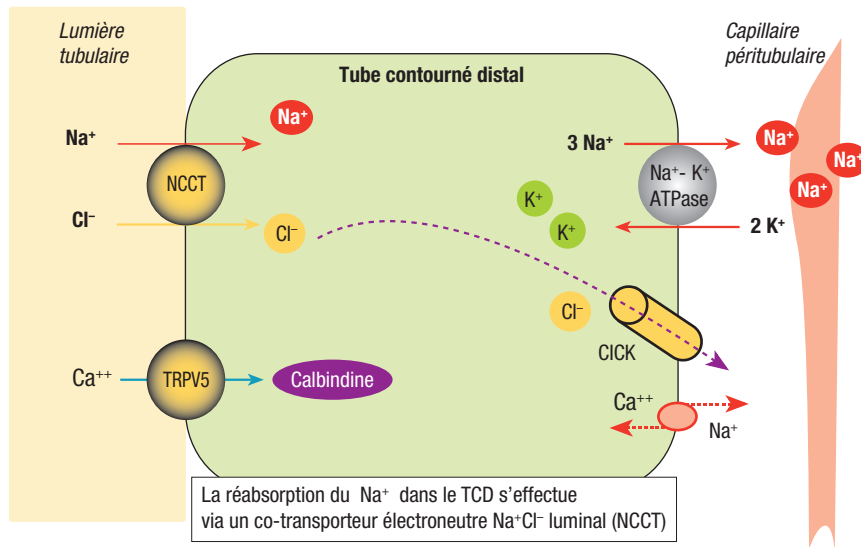 Lumière
tubulaire
Capillaire
péritubulaire
Tube contourné distal
Na⁺
Na⁺
3 Na⁺
Na⁺
Na⁺
Na⁺
NCCT
Na⁺- K⁺
ATPase
K⁺
K⁺
Cl⁻
Cl⁻
2 K⁺
Cl⁻
ClCK
Ca⁺⁺
TRPV5
Calbindine
Ca⁺⁺
Na⁺
La réabsorption du Na⁺ dans le TCD s’effectue
via un co-transporteur électroneutre Na⁺Cl⁻ luminal (NCCT)